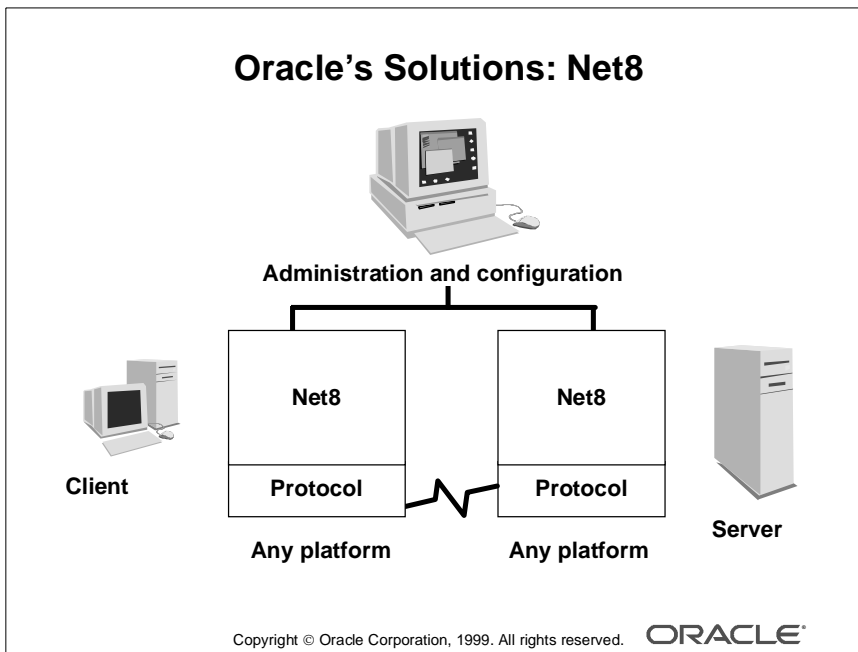 Oracle's Solutions: Net8
Administration and configuration
Net8
Net8
Client
Protocol
Protocol
Server
Any platform
Any platform
Copyright © Oracle Corporation, 1999. All rights reserved.
ORACLE®